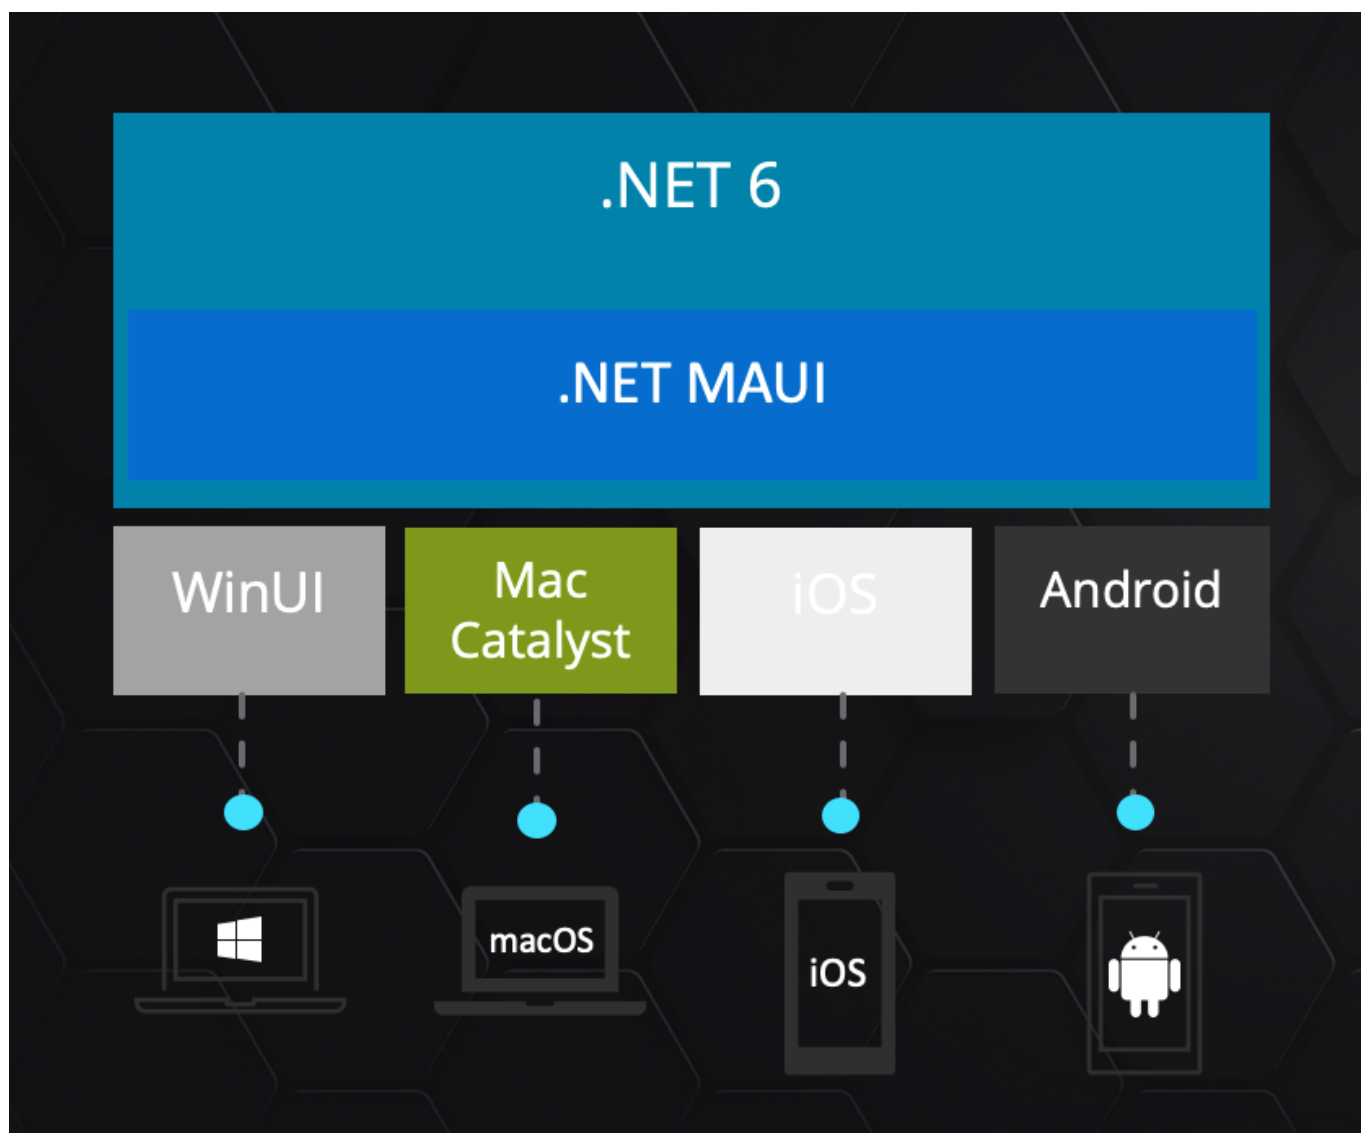 .NET 6
.NET MAUI
WinUI
Mac
Catalyst
iOS
Android
macOS
iOS